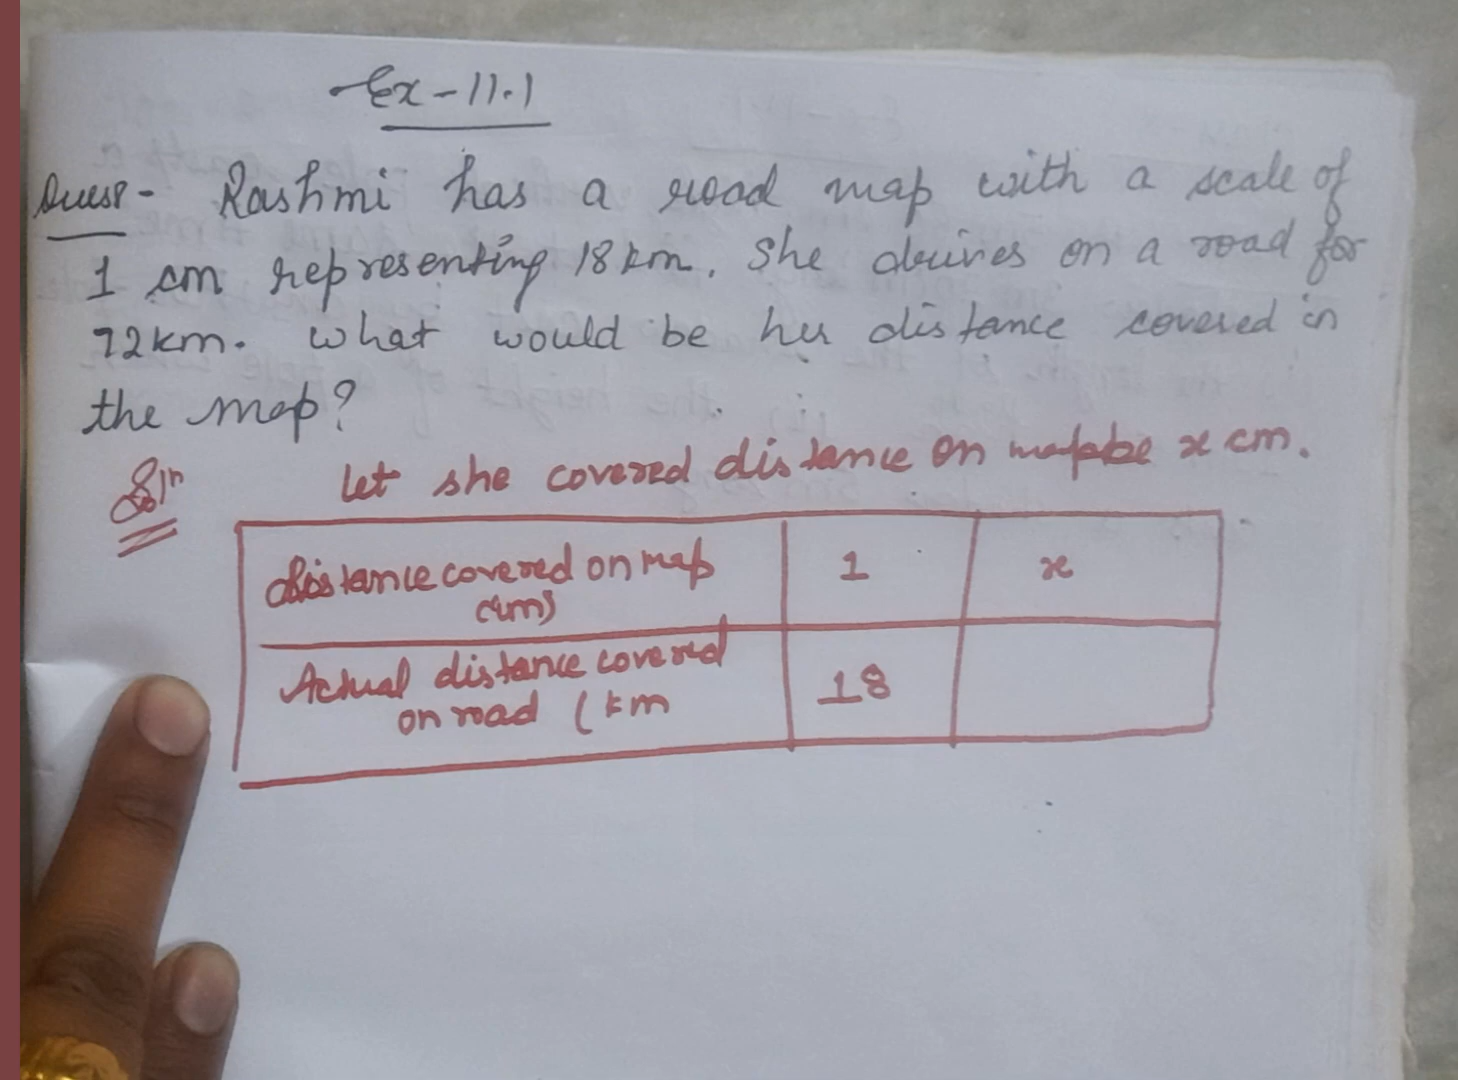 Ex-11.1
Ques- Rashmi has a road map with a scale of
1 cm representing 18 km. She drives on a road for
72km. What would be her distance covered in
the map?
Soln let she covered distance on map be x cm.
distance covered on map 1 x
(cm)
Actual distance covered 18
on road (km